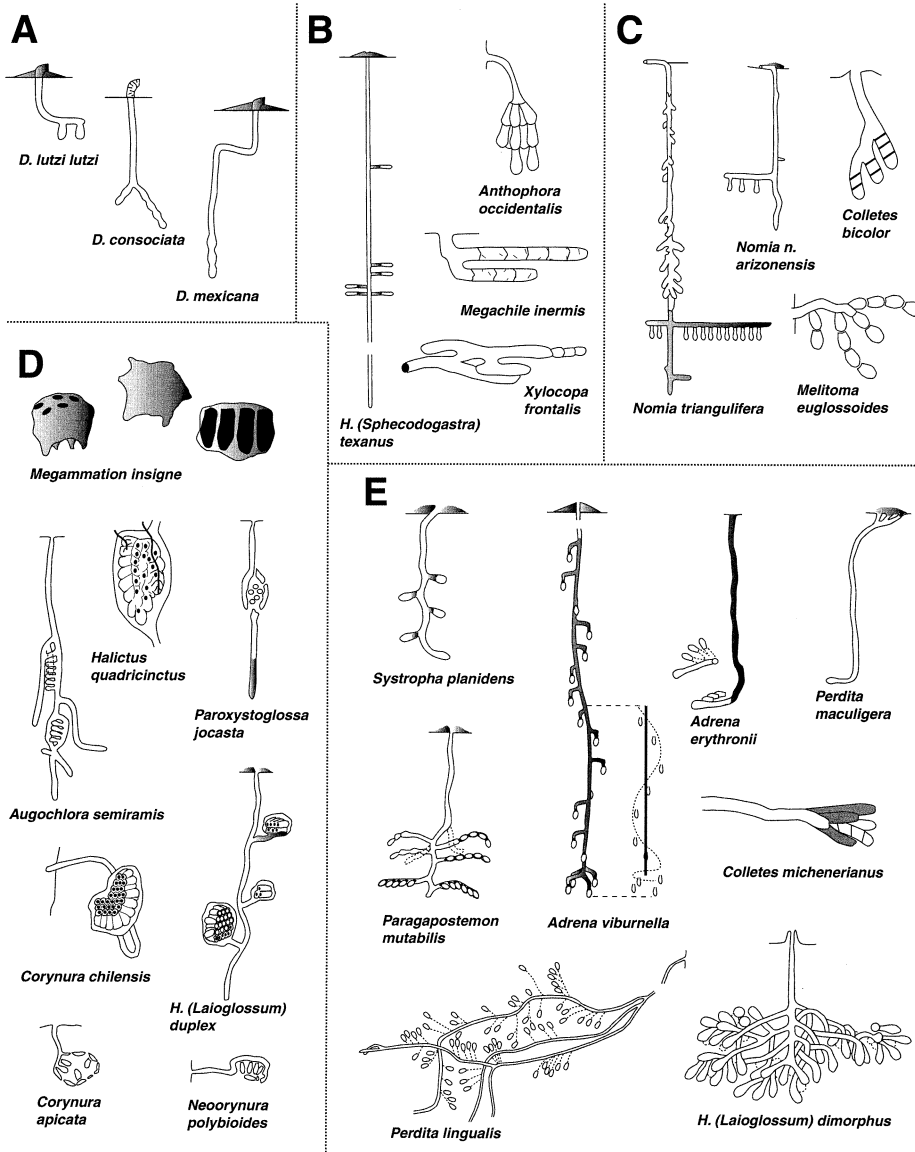 A
D. lutzi lutzi
D. consociata
D. mexicana
B
Anthophora
occidentalis
Megachile inermis
Xylocopa
frontalis
H. (Sphecodogastra)
texanus
C
Colletes
bicolor
Nomia n.
arizonensis
Nomia triangulifera
Melitoma
euglossoides
D
Megammation insigne
Halictus
quadricinctus
Paroxystoglossa
jocasta
Augochlora semiramis
Corynura chilensis
H. (Laioglossum)
duplex
Corynura
apicata
Neoorynura
polybioides
E
Systropha planidens
Adrena
erythronii
Perdita
maculigera
Paragapostemon
mutabilis
Adrena viburnella
Colletes michenerianus
Perdita lingualis
H. (Laioglossum) dimorphus